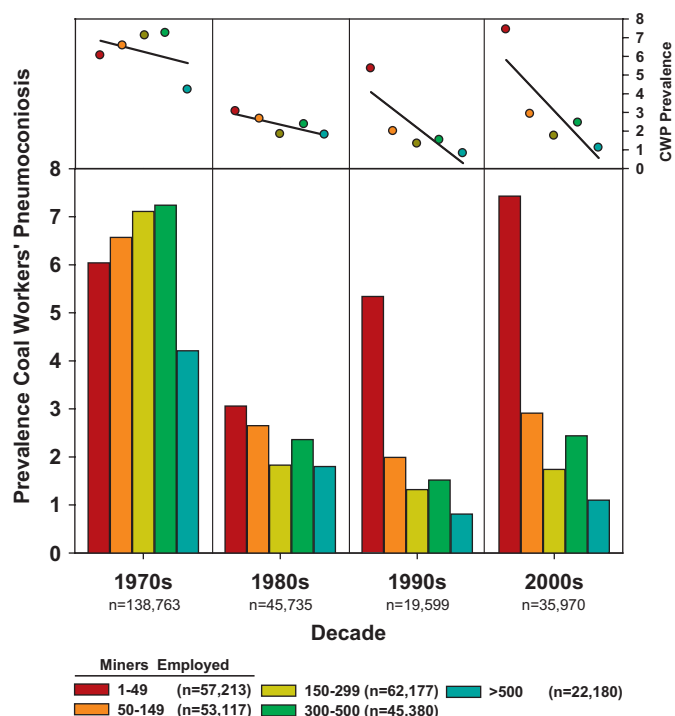 8
7
6
5
4
3
2
1
0
CWP Prevalence
8
7
6
5
4
3
2
1
0
Prevalence Coal Workers' Pneumoconiosis
1970s 1980s 1990s 2000s
n=138,763 n=45,735 n=19,599 n=35,970
Decade
Miners Employed
1-49 (n=57,213) 150-299 (n=62,177) >500 (n=22,180)
50-149 (n=53,117) 300-500 (n=45,380)